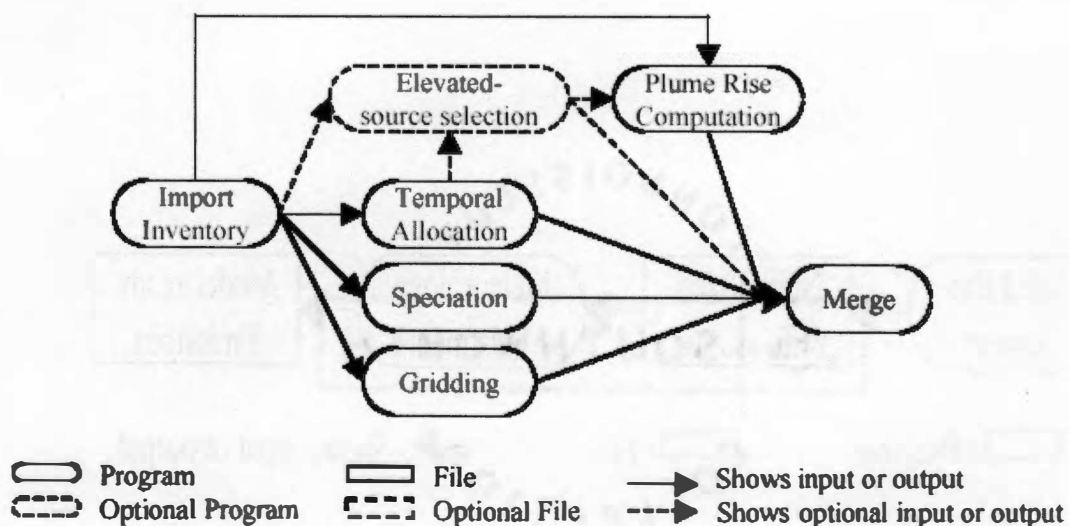 Elevated-
source selection
Plume Rise
Computation
Import
Inventory
Temporal
Allocation
Speciation
Merge
Gridding
Program
File
Shows input or output
Optional Program
Optional File
Shows optional input or output